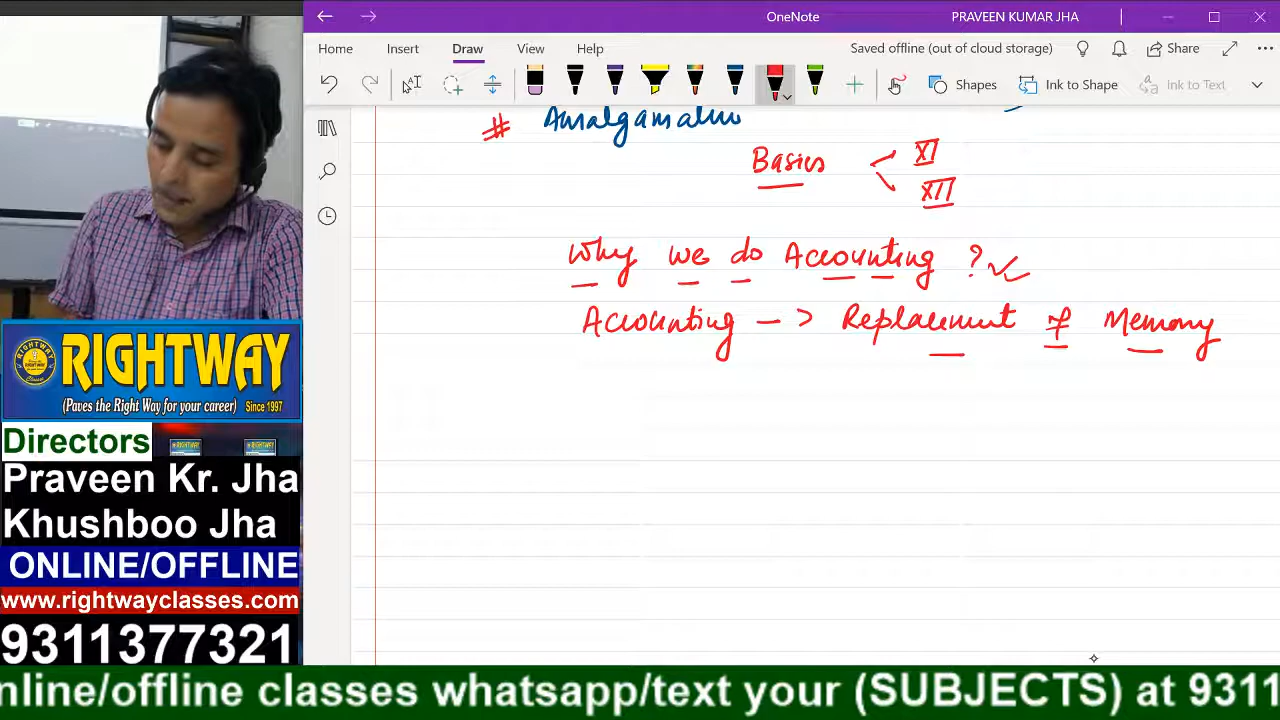 OneNote
PRAVEEN KUMAR JHA
Home Insert Draw View Help
Saved offline (out of cloud storage)
Share
Shapes
Ink to Shape
Ink to Text
# Amalgamation
Basics < XI
XII
Why we do Accounting ?
Accounting -> Replacement of Memory
RIGHTWAY
(Paves the Right Way for your career) Since 1997
Directors
Praveen Kr. Jha
Khushboo Jha
ONLINE/OFFLINE
www.rightwayclasses.com
9311377321
nline/offline classes whatsapp/text your (SUBJECTS) at 9311